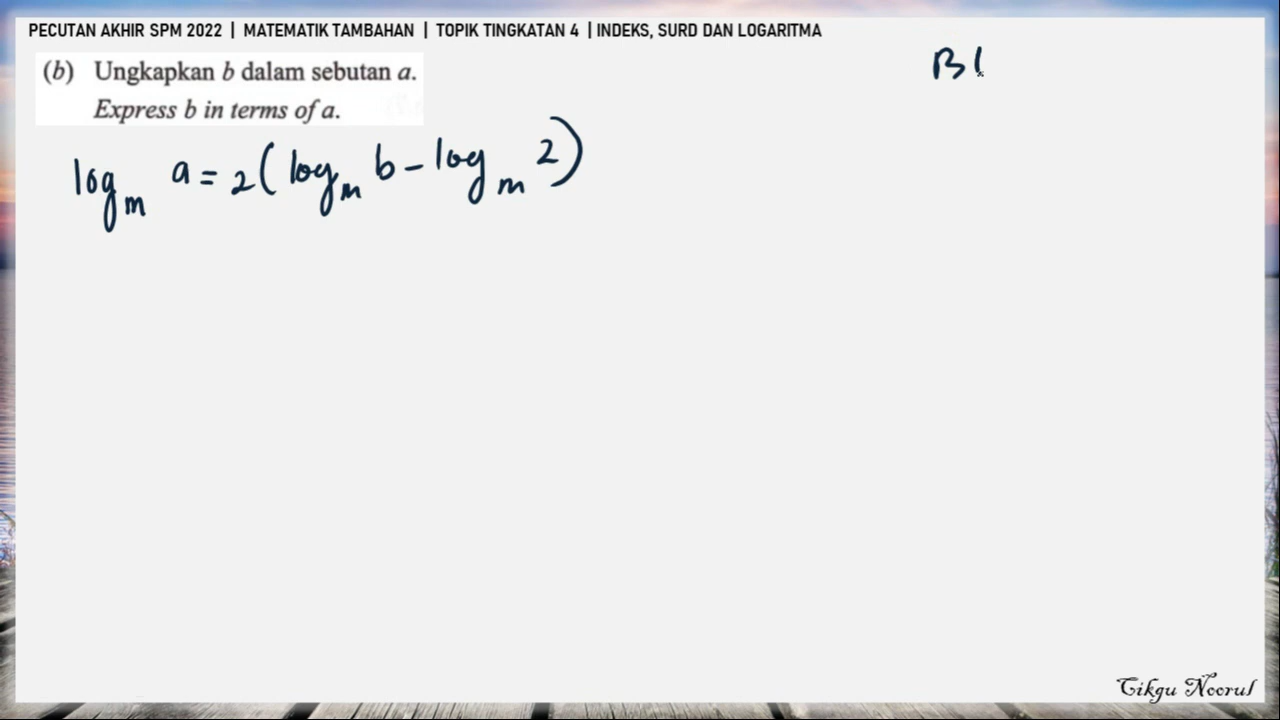 PECUTAN AKHIR SPM 2022 | MATEMATIK TAMBAHAN | TOPIK TINGKATAN 4 | INDEKS, SURD DAN LOGARITMA
B(
(b) Ungkapkan b dalam sebutan a.
Express b in terms of a.
log_m a = 2 (log_m b - log_m 2)
Cikgu Noorul